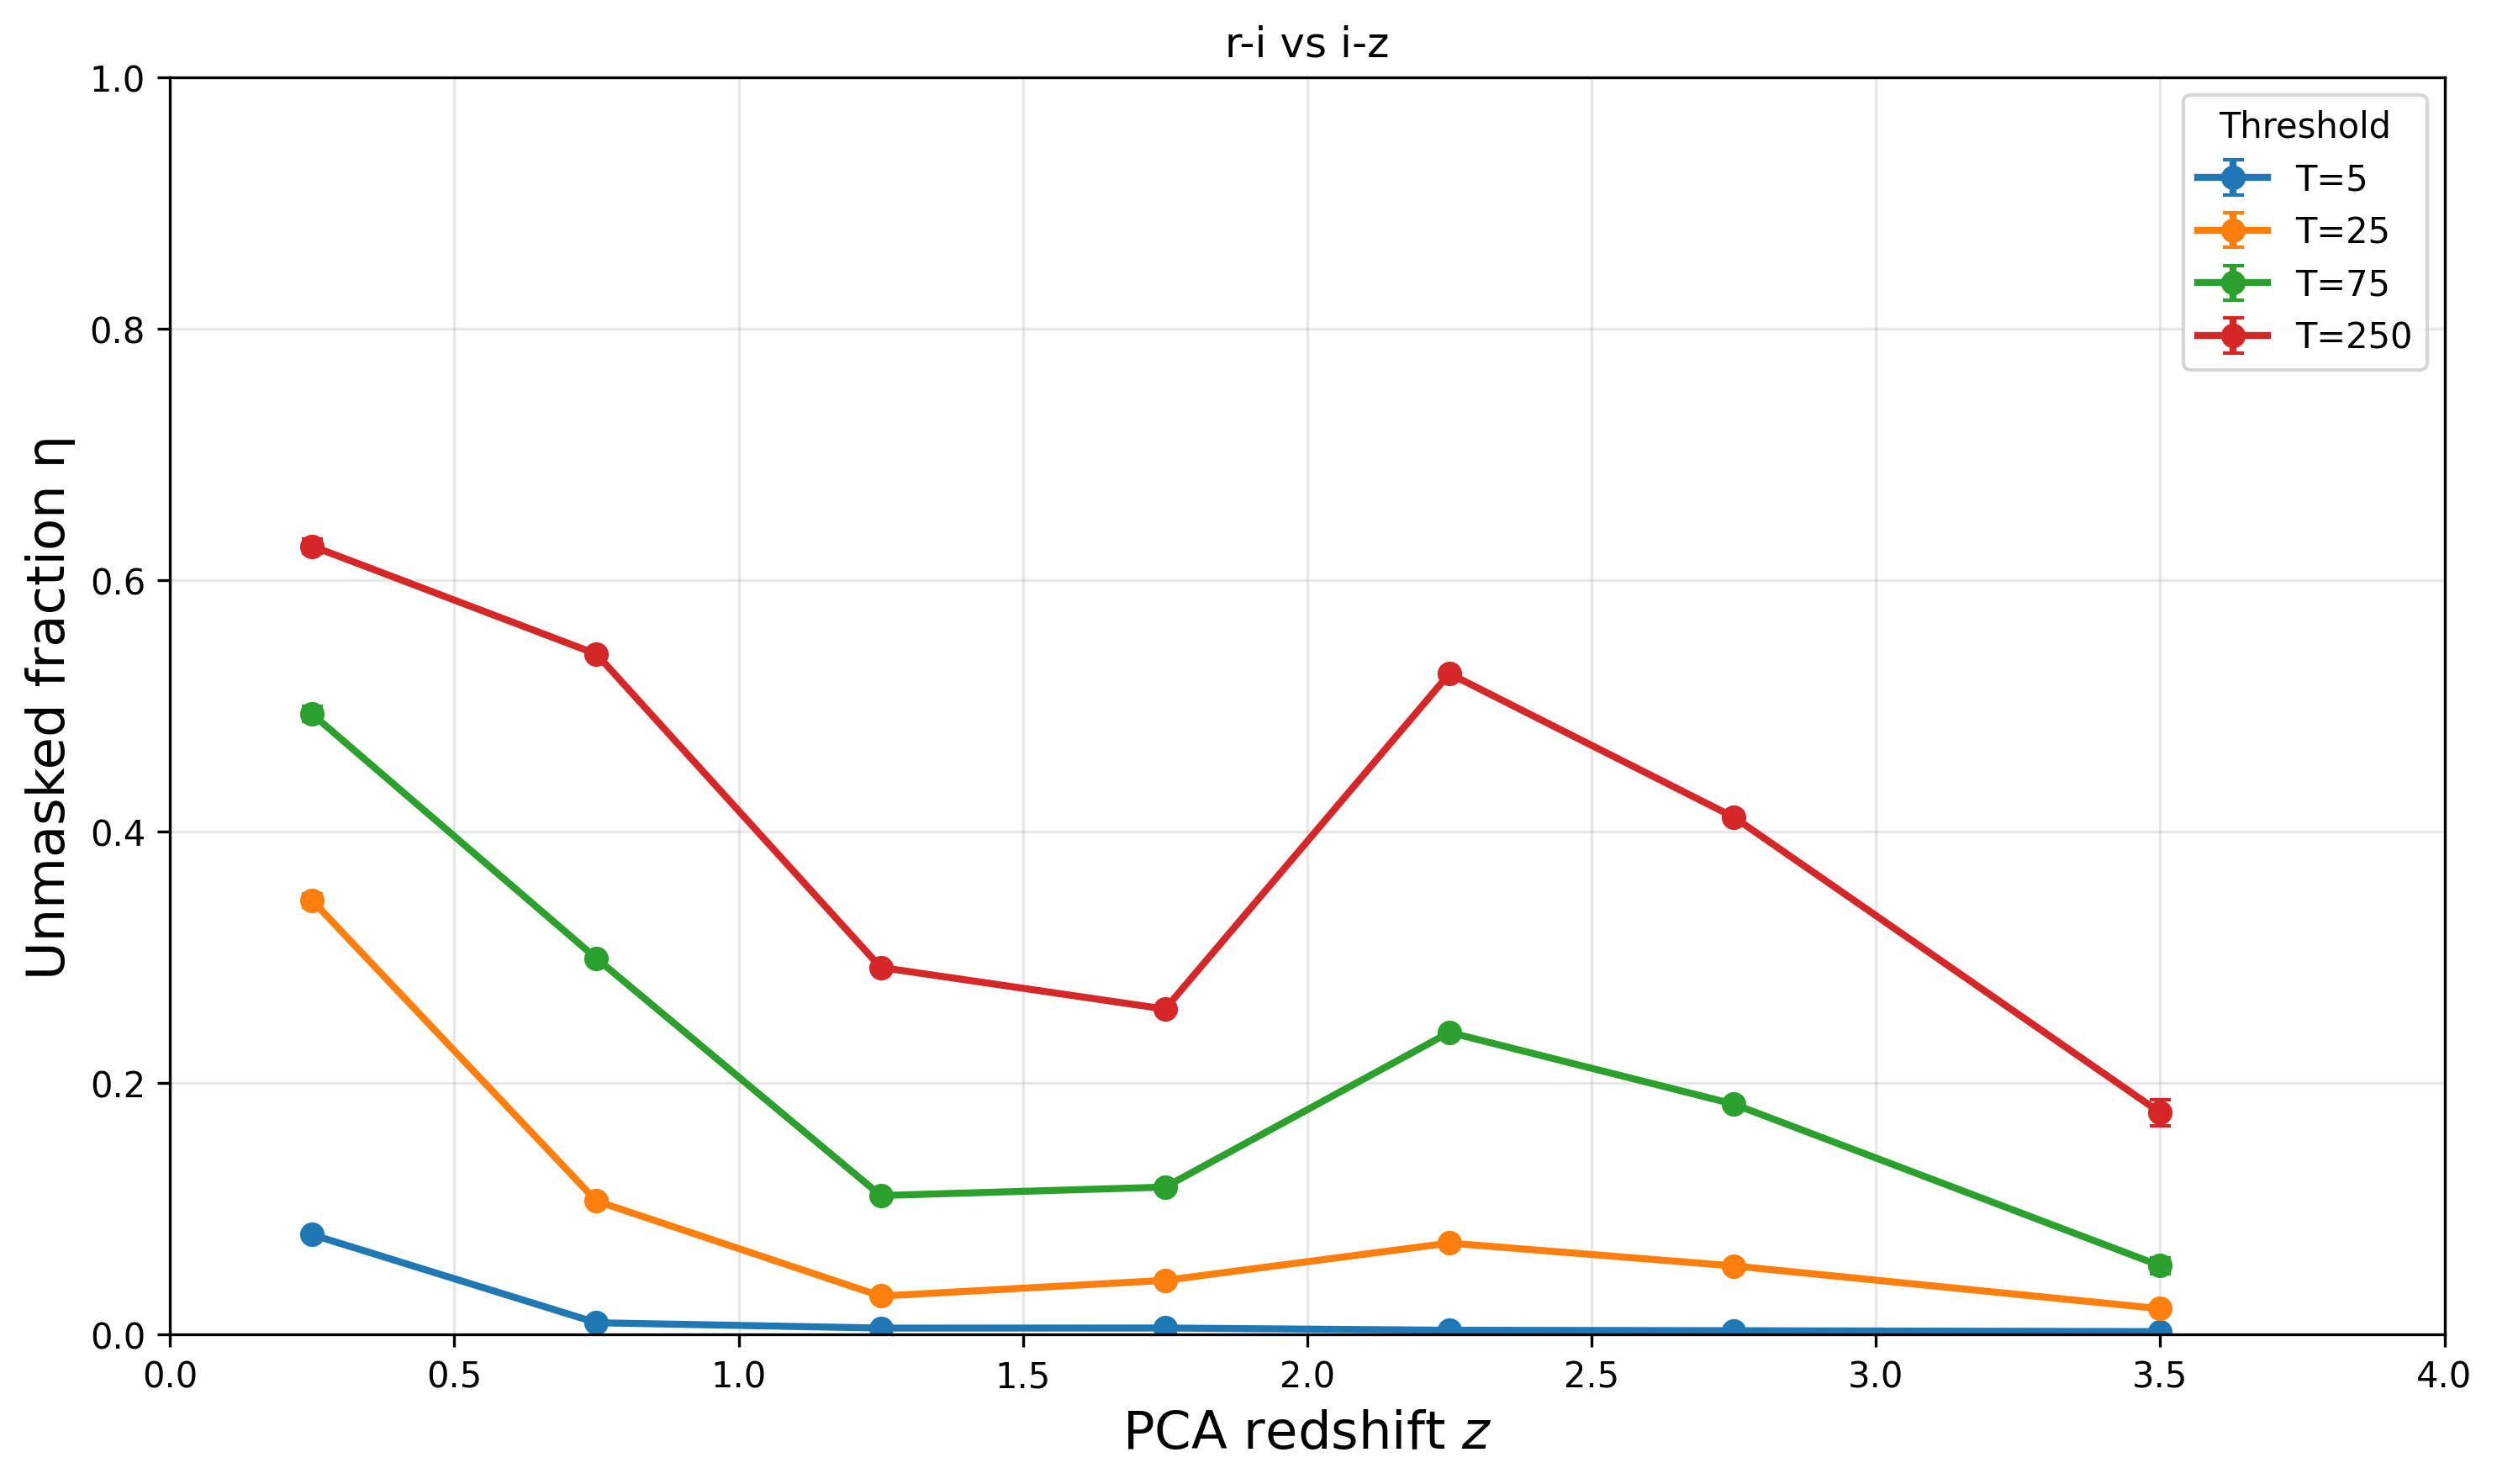 r-i vs i-z
Unmasked fraction η
1.0
0.8
0.6
0.4
0.2
0.0
Threshold
T=5
T=25
T=75
T=250
0.0 0.5 1.0 1.5 2.0 2.5 3.0 3.5 4.0
PCA redshift z